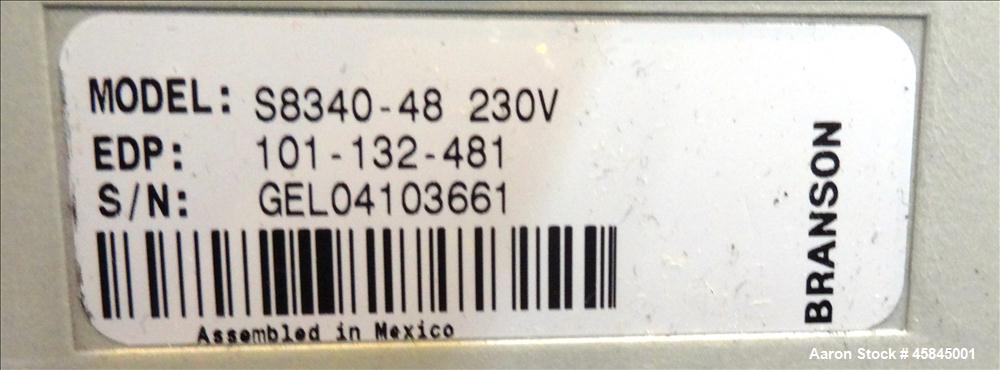 MODEL: S8340-48 230V
EDP: 101-132-481
S/N: GEL04103661
Assembled in Mexico
BRANSON
Aaron Stock # 45845001